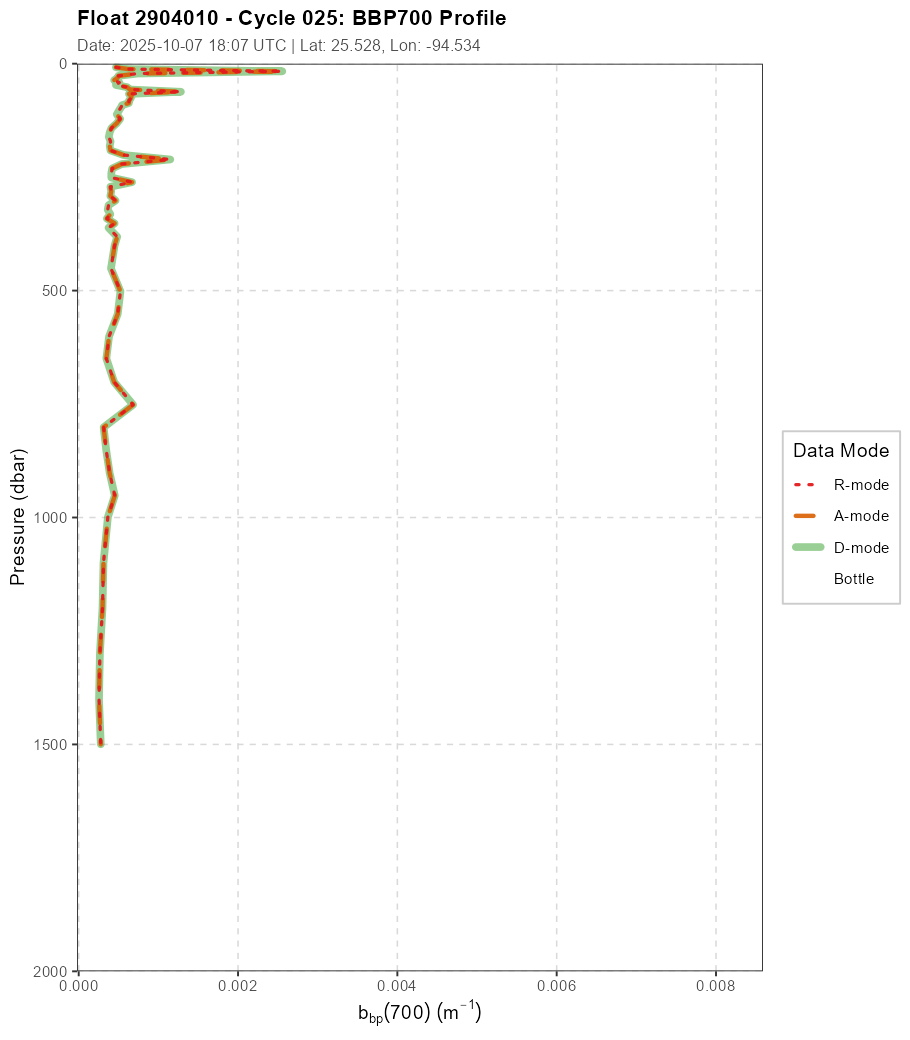 Float 2904010 - Cycle 025: BBP700 Profile
Date: 2025-10-07 18:07 UTC | Lat: 25.528, Lon: -94.534
0
500
1000
1500
2000
Pressure (dbar)
0.000 0.002 0.004 0.006 0.008
b_bp(700) (m⁻¹)
Data Mode
R-mode
A-mode
D-mode
Bottle